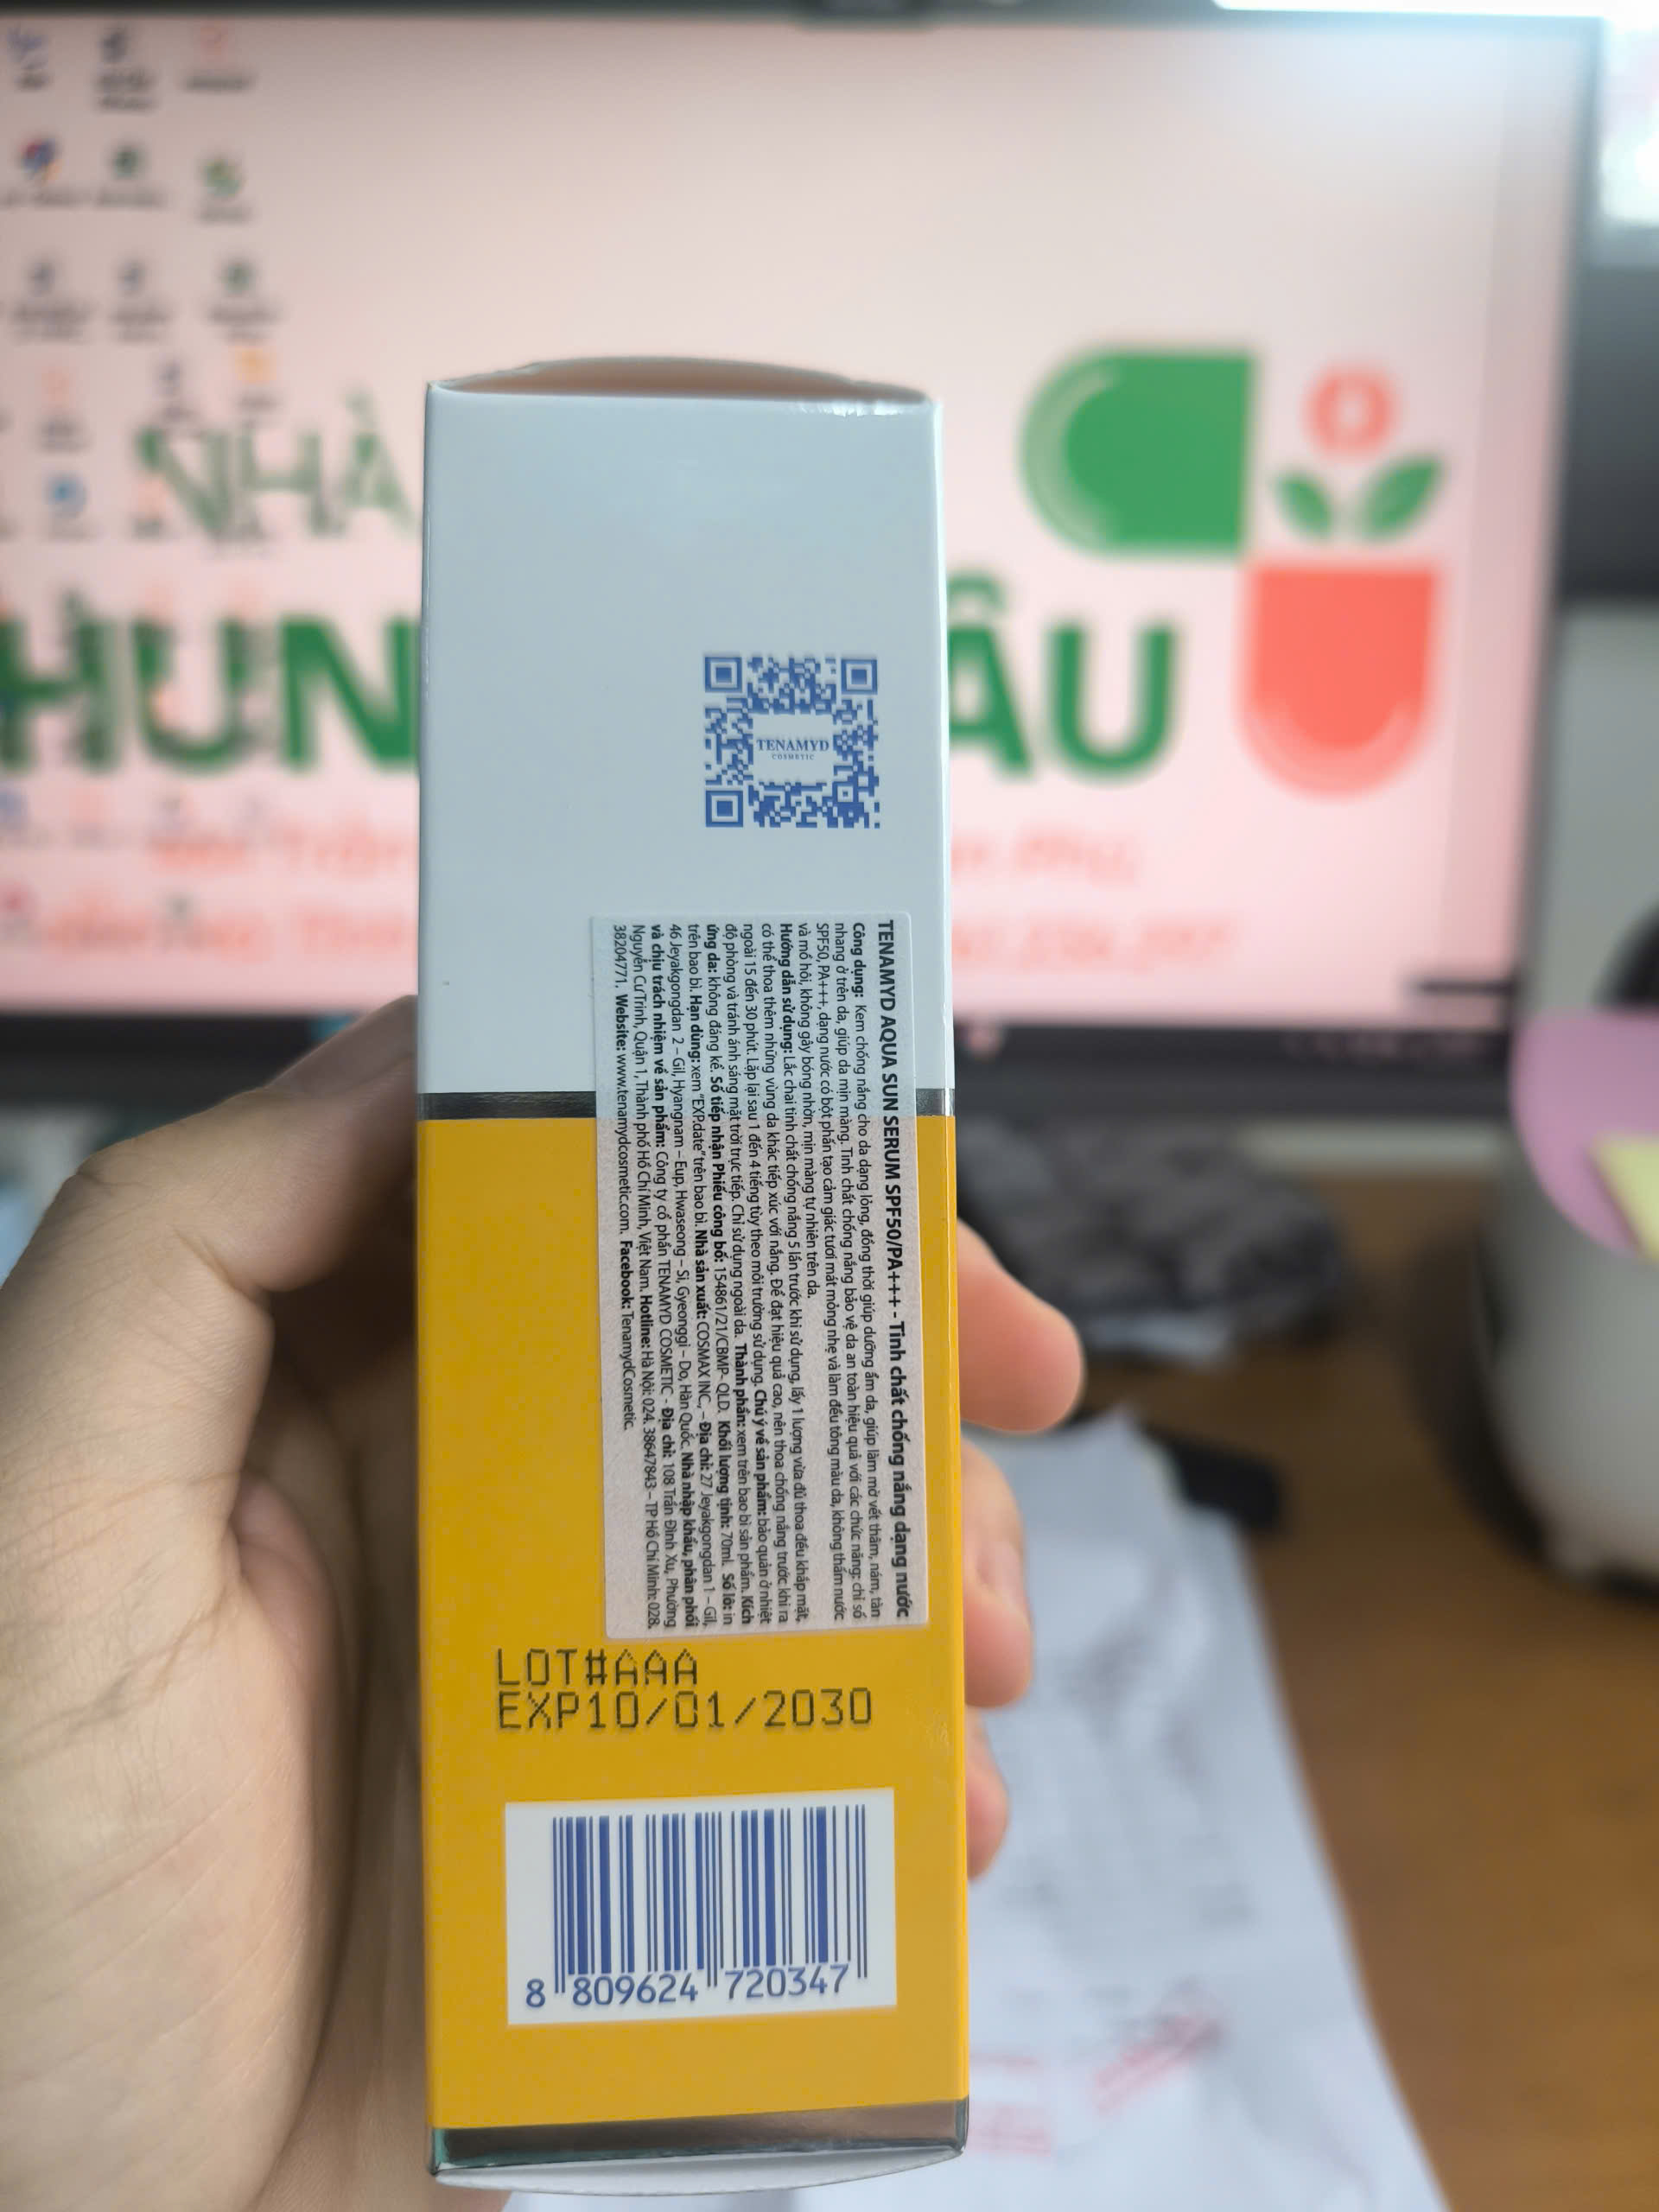 NHÀ
HUN
ÂU
TENAMYD
COSMETIC
TENAMYD AQUA SUN SERUM SPF50/PA+++ - Tinh chất chống nắng dạng nước
Công dụng: Kem chống nắng cho da dạng lỏng, đồng thời giúp dưỡng ẩm da, giúp làm mờ vết thâm, nám, tàn
nhang ở trên da, giúp da mịn màng. Tinh chất chống nắng bảo vệ da an toàn hiệu quả với các chức năng: chỉ số
SPF50, PA+++, dạng nước có bột phấn tạo cảm giác tươi mát mỏng nhẹ và làm đều tông màu da, không thấm nước
và mồ hôi, không gây bóng nhờn, mịn màng tự nhiên trên da.
Hướng dẫn sử dụng: Lắc chai tinh chất chống nắng 5 lần trước khi sử dụng, lấy 1 lượng vừa đủ thoa đều khắp mặt,
có thể thoa thêm những vùng da khác tiếp xúc với nắng. Để đạt hiệu quả cao, nên thoa chống nắng trước khi ra
ngoài 15 đến 30 phút. Lặp lại sau 1 đến 4 tiếng tùy theo môi trường sử dụng. Chú ý về sản phẩm: bảo quản ở nhiệt
độ phòng và tránh ánh sáng mặt trời trực tiếp. Chỉ sử dụng ngoài da. Thành phần: xem trên bao bì sản phẩm. Kích
ứng da: không đáng kể. Số tiếp nhận Phiếu công bố: 154861/21/CBMP- QLD. Khối lượng tịnh: 70ml. Số lô: in
trên bao bì. Hạn dùng: xem "EXP.date" trên bao bì. Nhà sản xuất: COSMAX INC., – Địa chỉ: 27 Jeyakgongdan 1 – Gil,
46 Jeyakgongdan 2 – Gil, Hyangnam – Eup, Hwaseong – Si, Gyeonggi – Do, Hàn Quốc. Nhà nhập khẩu, phân phối
và chịu trách nhiệm về sản phẩm: Công ty cổ phần TENAMYD COSMETIC - Địa chỉ: 108 Trần Đình Xu, Phường
Nguyễn Cư Trinh, Quận 1, Thành phố Hồ Chí Minh, Việt Nam. Hotline: Hà Nội: 024. 38647843 – TP Hồ Chí Minh: 028.
38204771. Website: www.tenamydcosmetic.com. Facebook: TenamydCosmetic.
LOT#AAA
EXP10/01/2030
8 809624 720347